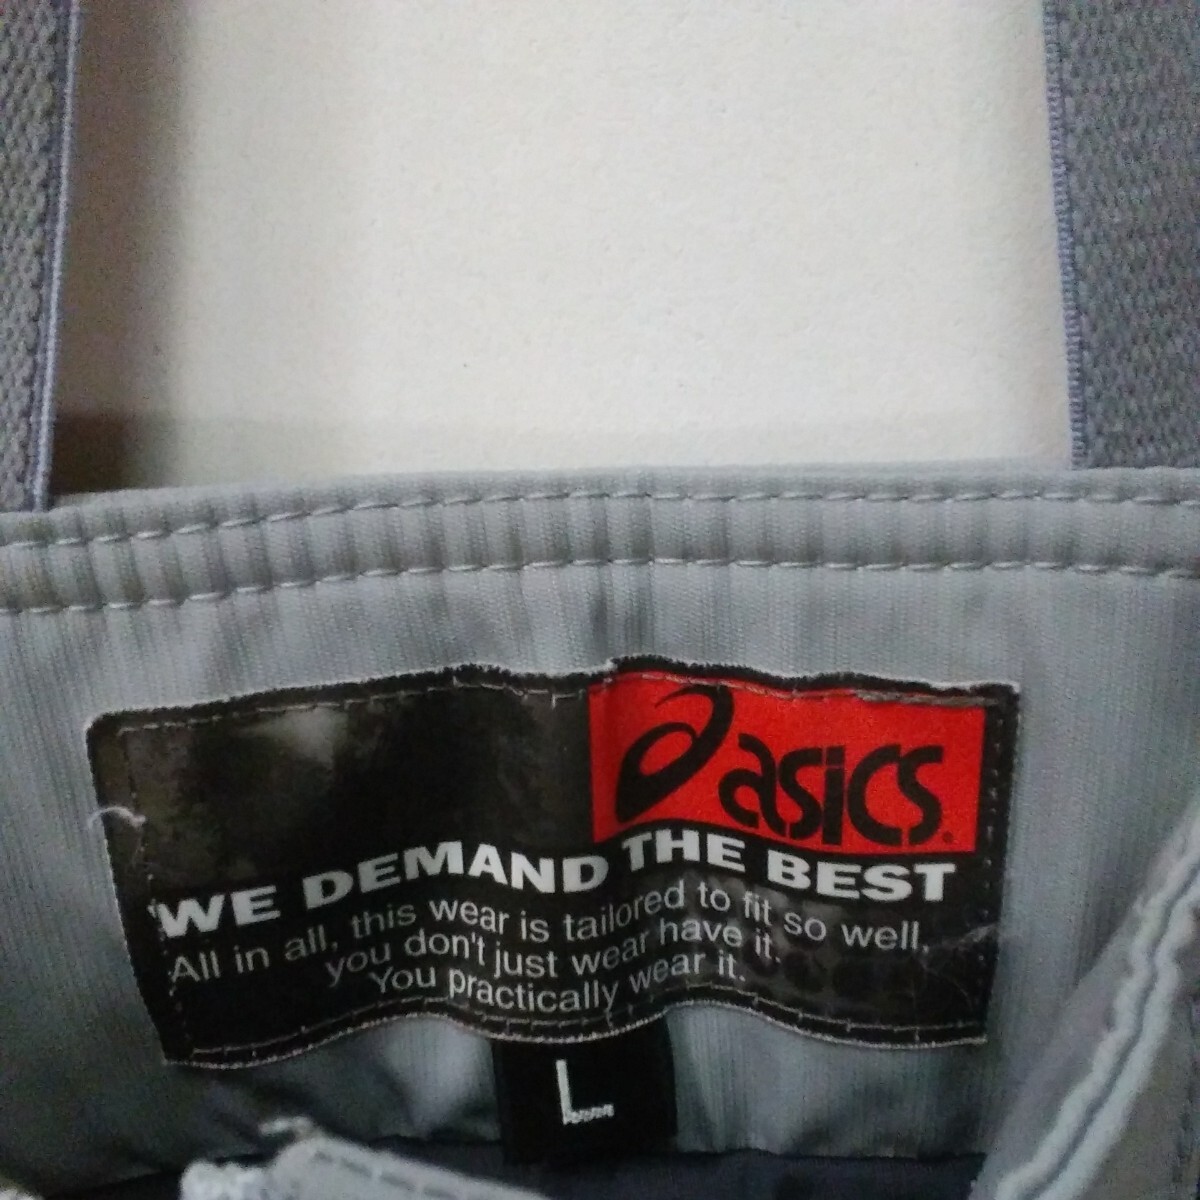 asics.
WE DEMAND THE BEST
All in all, this wear is tailored to fit so well,
you don't just wear have it.
You practically wear it.
L